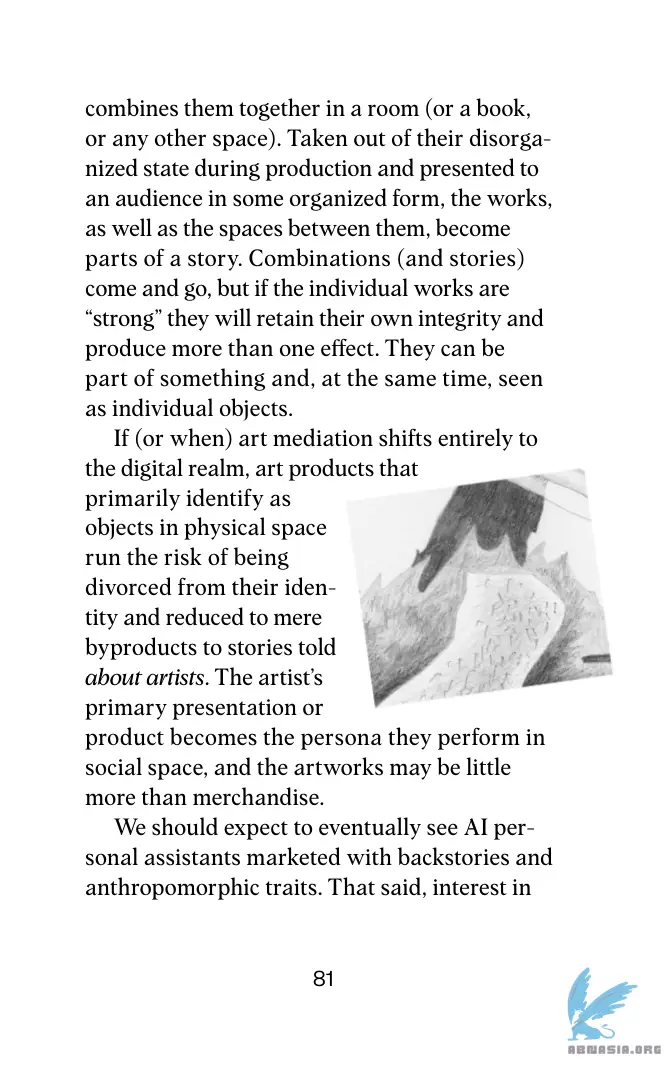 combines them together in a room (or a book,
or any other space). Taken out of their disorga-
nized state during production and presented to
an audience in some organized form, the works,
as well as the spaces between them, become
parts of a story. Combinations (and stories)
come and go, but if the individual works are
“strong” they will retain their own integrity and
produce more than one effect. They can be
part of something and, at the same time, seen
as individual objects.
If (or when) art mediation shifts entirely to
the digital realm, art products that
primarily identify as
objects in physical space
run the risk of being
divorced from their iden-
tity and reduced to mere
byproducts to stories told
about artists. The artist’s
primary presentation or
product becomes the persona they perform in
social space, and the artworks may be little
more than merchandise.
We should expect to eventually see AI per-
sonal assistants marketed with backstories and
anthropomorphic traits. That said, interest in
81
ABNASIA.ORG